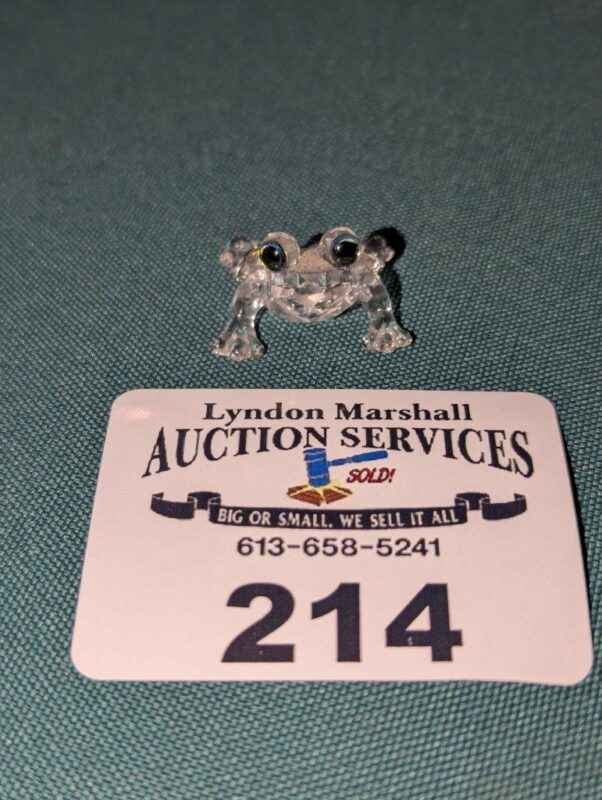 Lyndon Marshall
AUCTION SERVICES
SOLD!
BIG OR SMALL, WE SELL IT ALL
613-658-5241
214